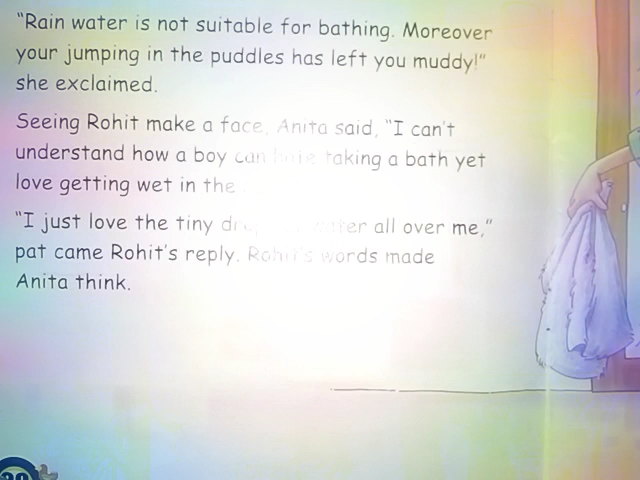 "Rain water is not suitable for bathing. Moreover
your jumping in the puddles has left you muddy!"
she exclaimed.
Seeing Rohit make a face, Anita said, "I can't
understand how a boy can hate taking a bath yet
love getting wet in the
"I just love the tiny water all over me,"
pat came Rohit's reply. Rohit's words made
Anita think.